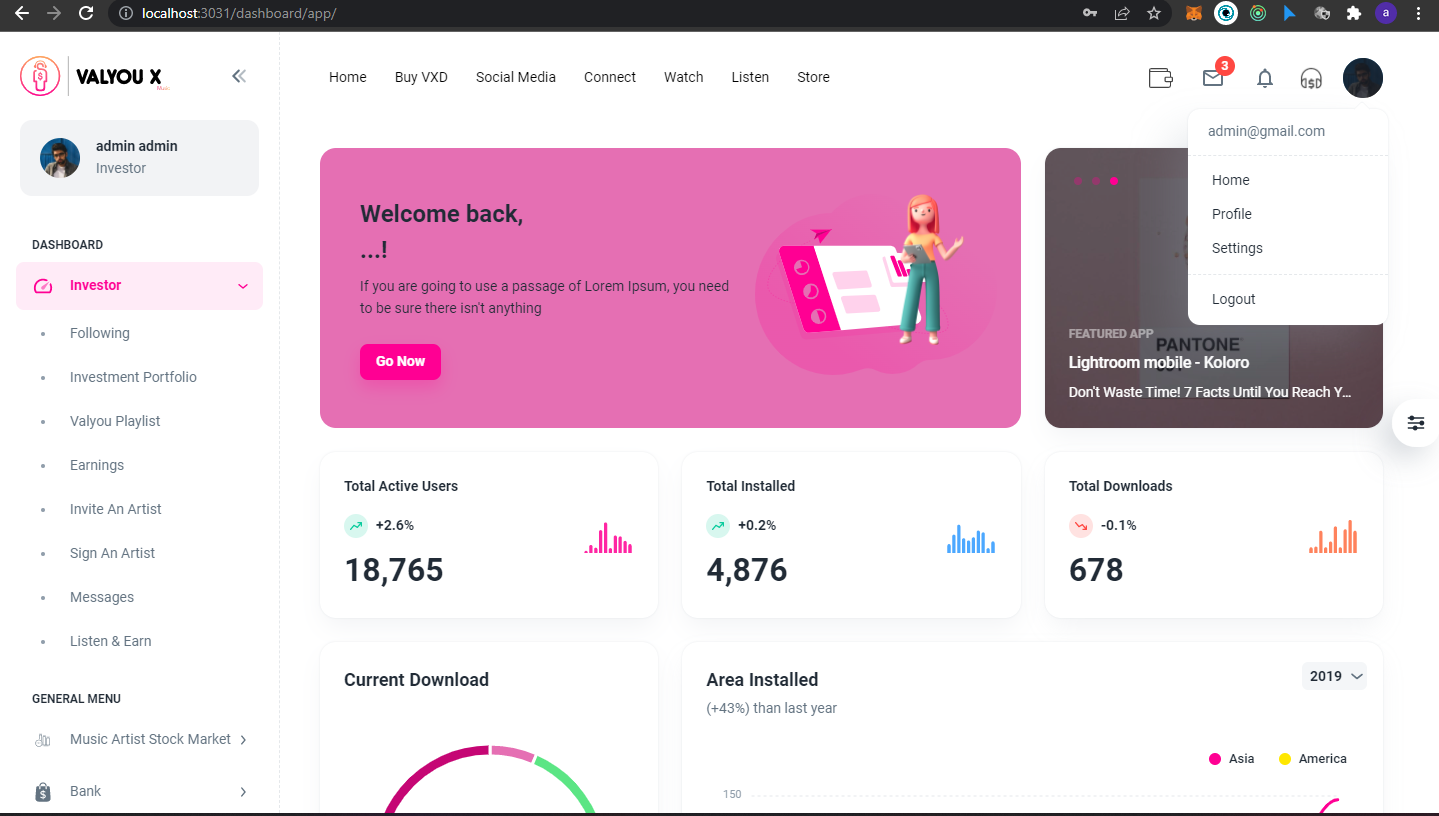 localhost:3031/dashboard/app/
a
VALYOU X
Music
Home Buy VXD Social Media Connect Watch Listen Store
3
admin@gmail.com
Home
Profile
Settings
Logout
admin admin
Investor
DASHBOARD
Investor
Following
Investment Portfolio
Valyou Playlist
Earnings
Invite An Artist
Sign An Artist
Messages
Listen & Earn
GENERAL MENU
Music Artist Stock Market
Bank
Welcome back,
...!
If you are going to use a passage of Lorem Ipsum, you need
to be sure there isn't anything
Go Now
FEATURED APP
PANTONE
Lightroom mobile - Koloro
Don't Waste Time! 7 Facts Until You Reach Y...
Total Active Users
+2.6%
18,765
Total Installed
+0.2%
4,876
Total Downloads
-0.1%
678
Current Download
Area Installed
(+43%) than last year
2019
Asia America
150